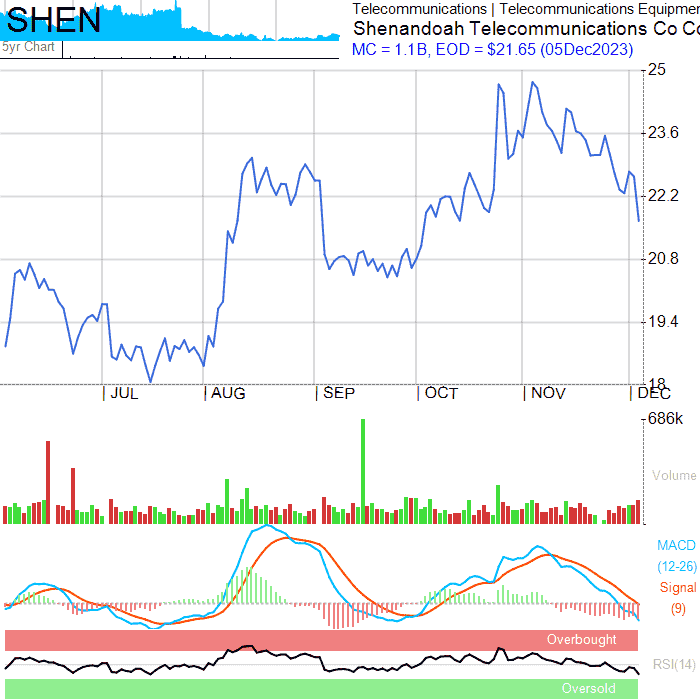 SHEN
5yr Chart
Telecommunications | Telecommunications Equipmen
Shenandoah Telecommunications Co Co
MC = 1.1B, EOD = $21.65 (05Dec2023)
25
23.6
22.2
20.8
19.4
18
JUL
AUG
SEP
OCT
NOV
DEC
686k
Volume
MACD
(12-26)
Signal
(9)
Overbought
RSI(14)
Oversold